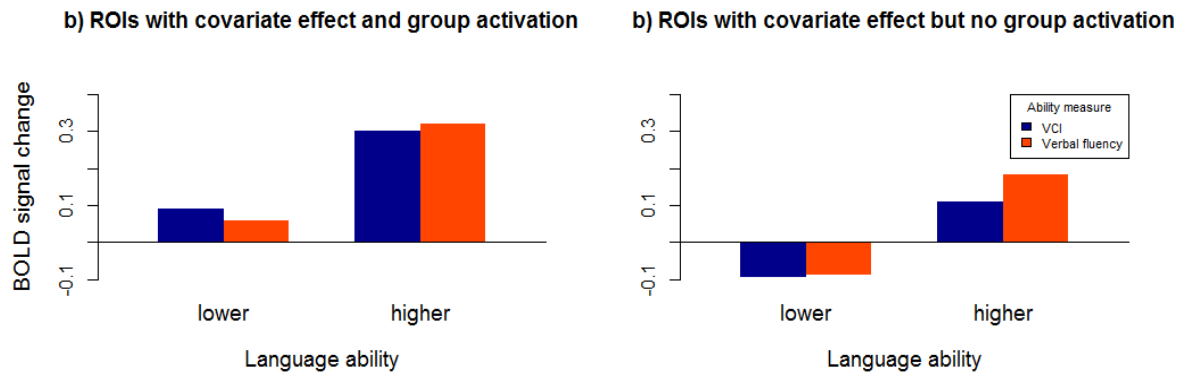 b) ROIs with covariate effect and group activation
BOLD signal change
0.3
0.1
-0.1
lower
higher
Language ability
b) ROIs with covariate effect but no group activation
0.3
0.1
-0.1
Ability measure
VCI
Verbal fluency
lower
higher
Language ability